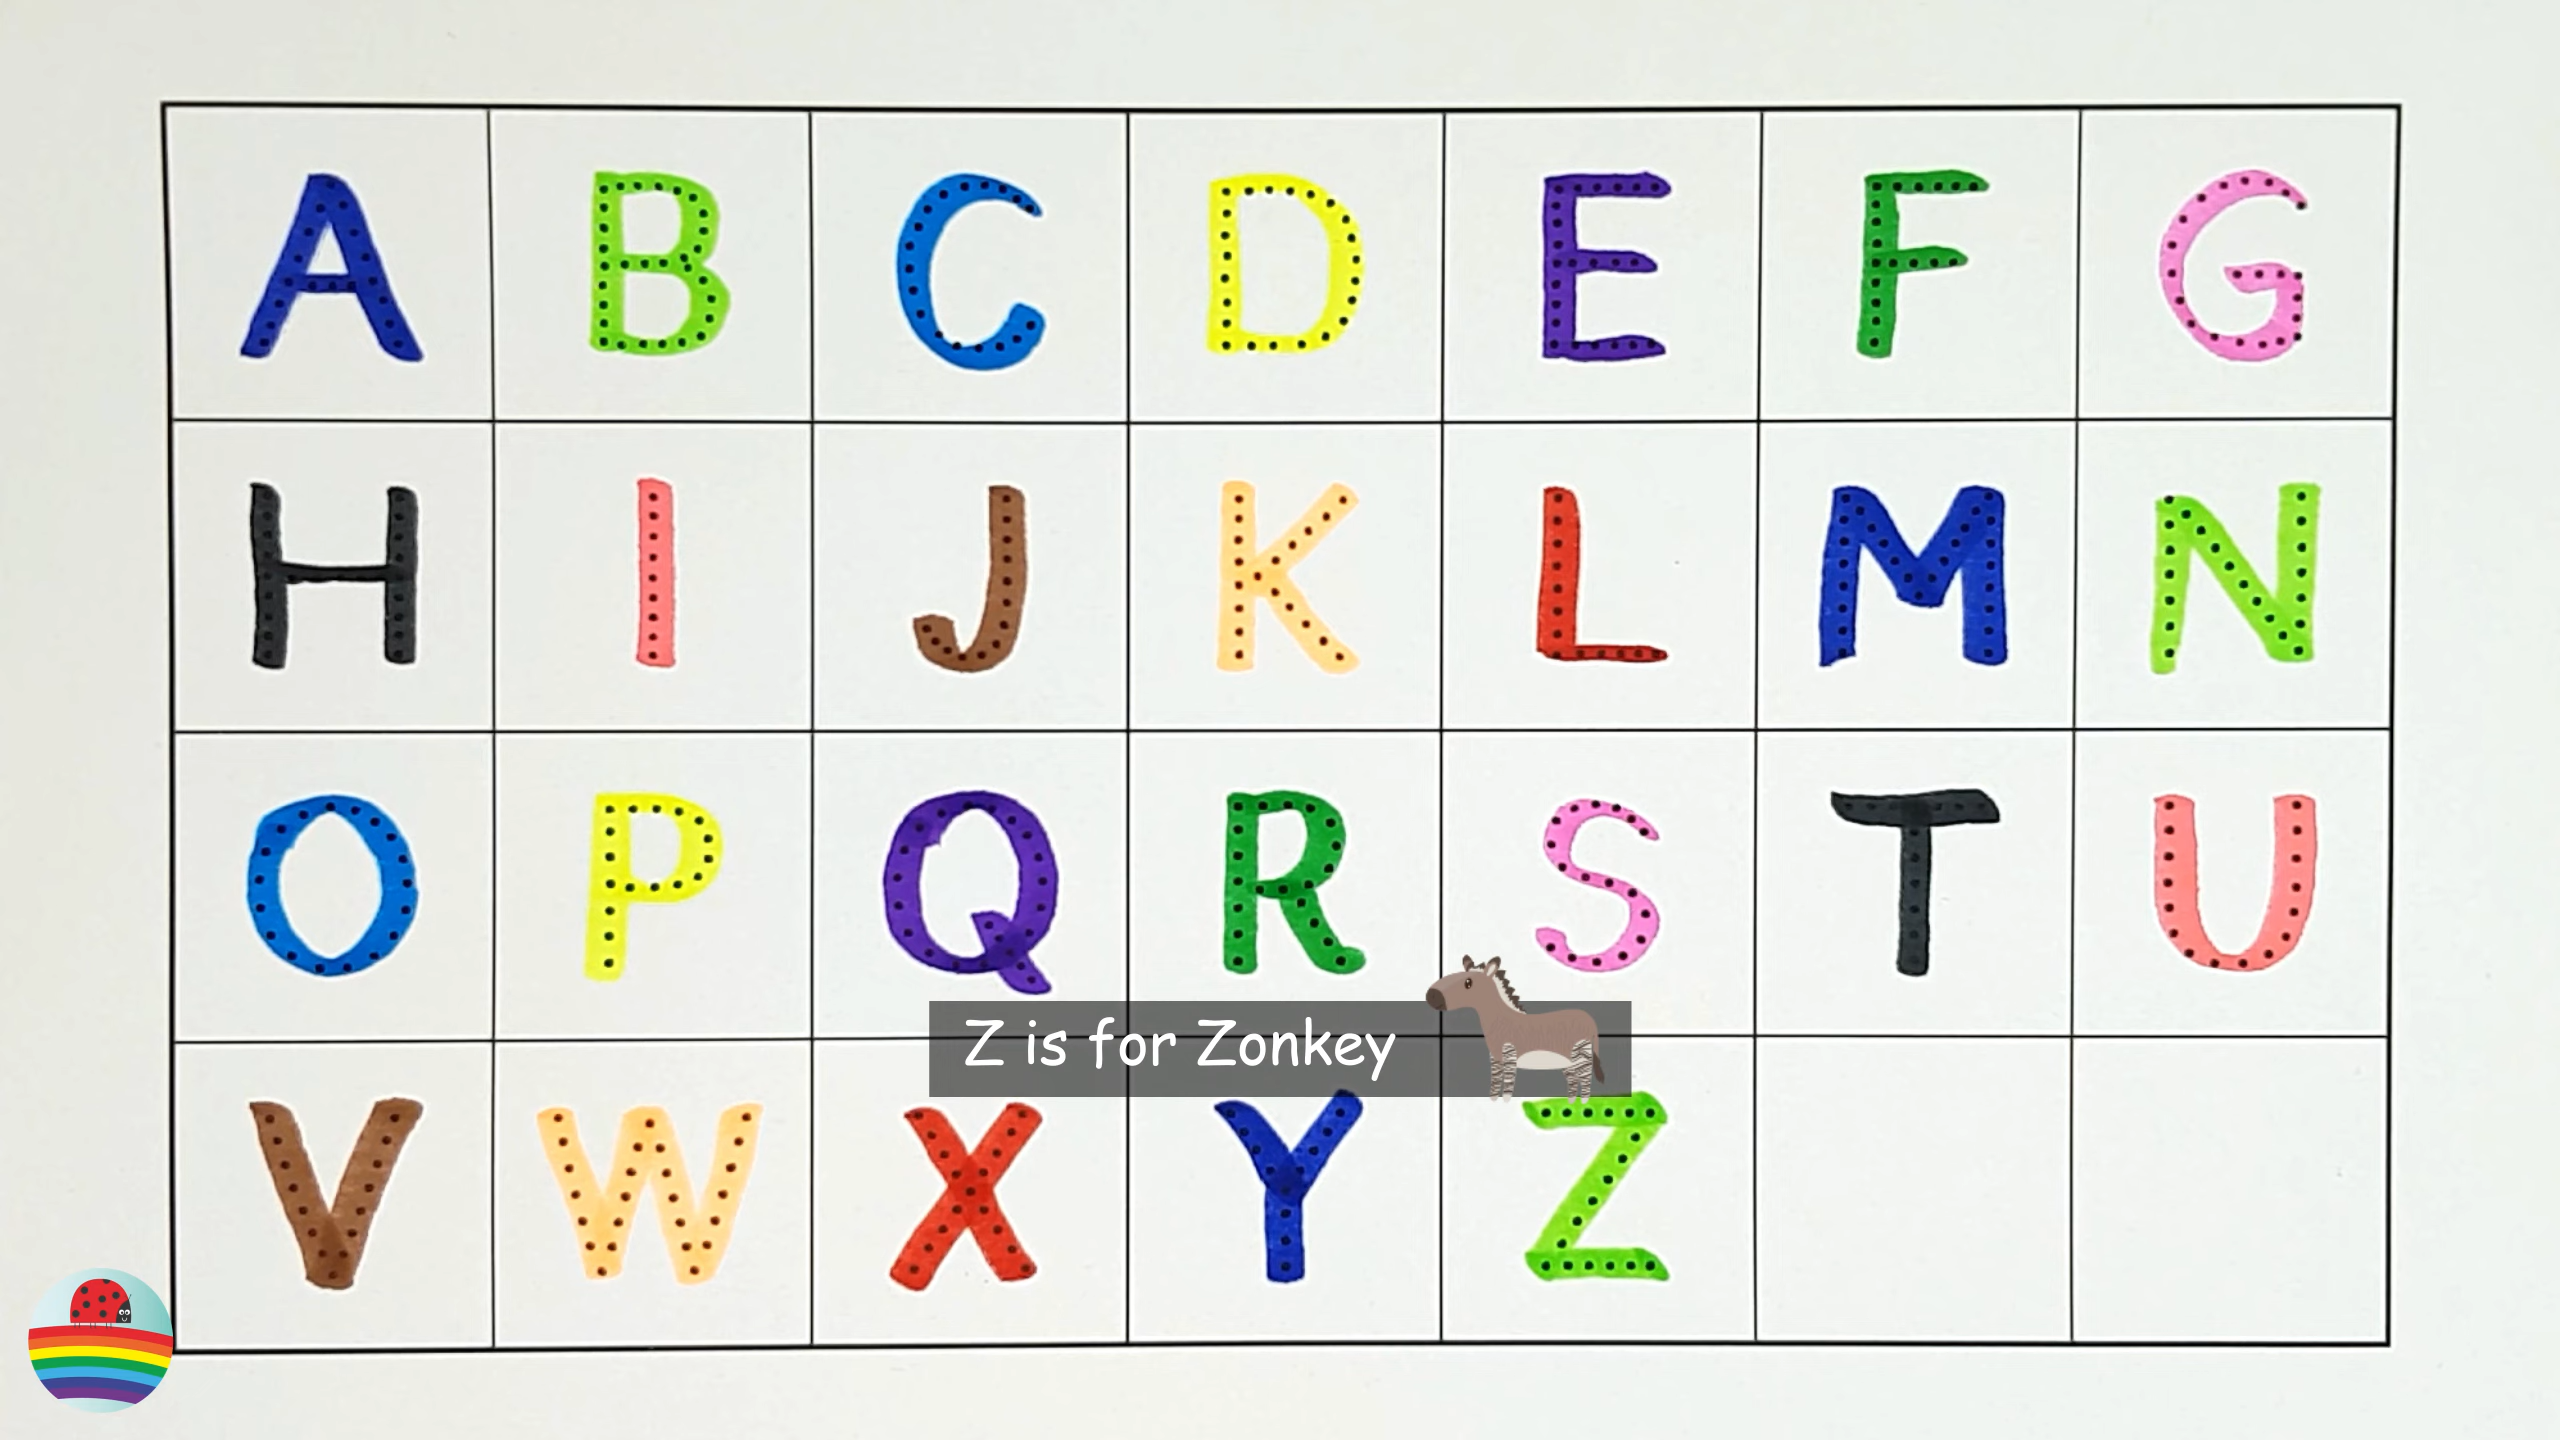 A B C D E F G
H I J K L M N
O P Q R S T U
Z is for Zonkey
V W X Y Z